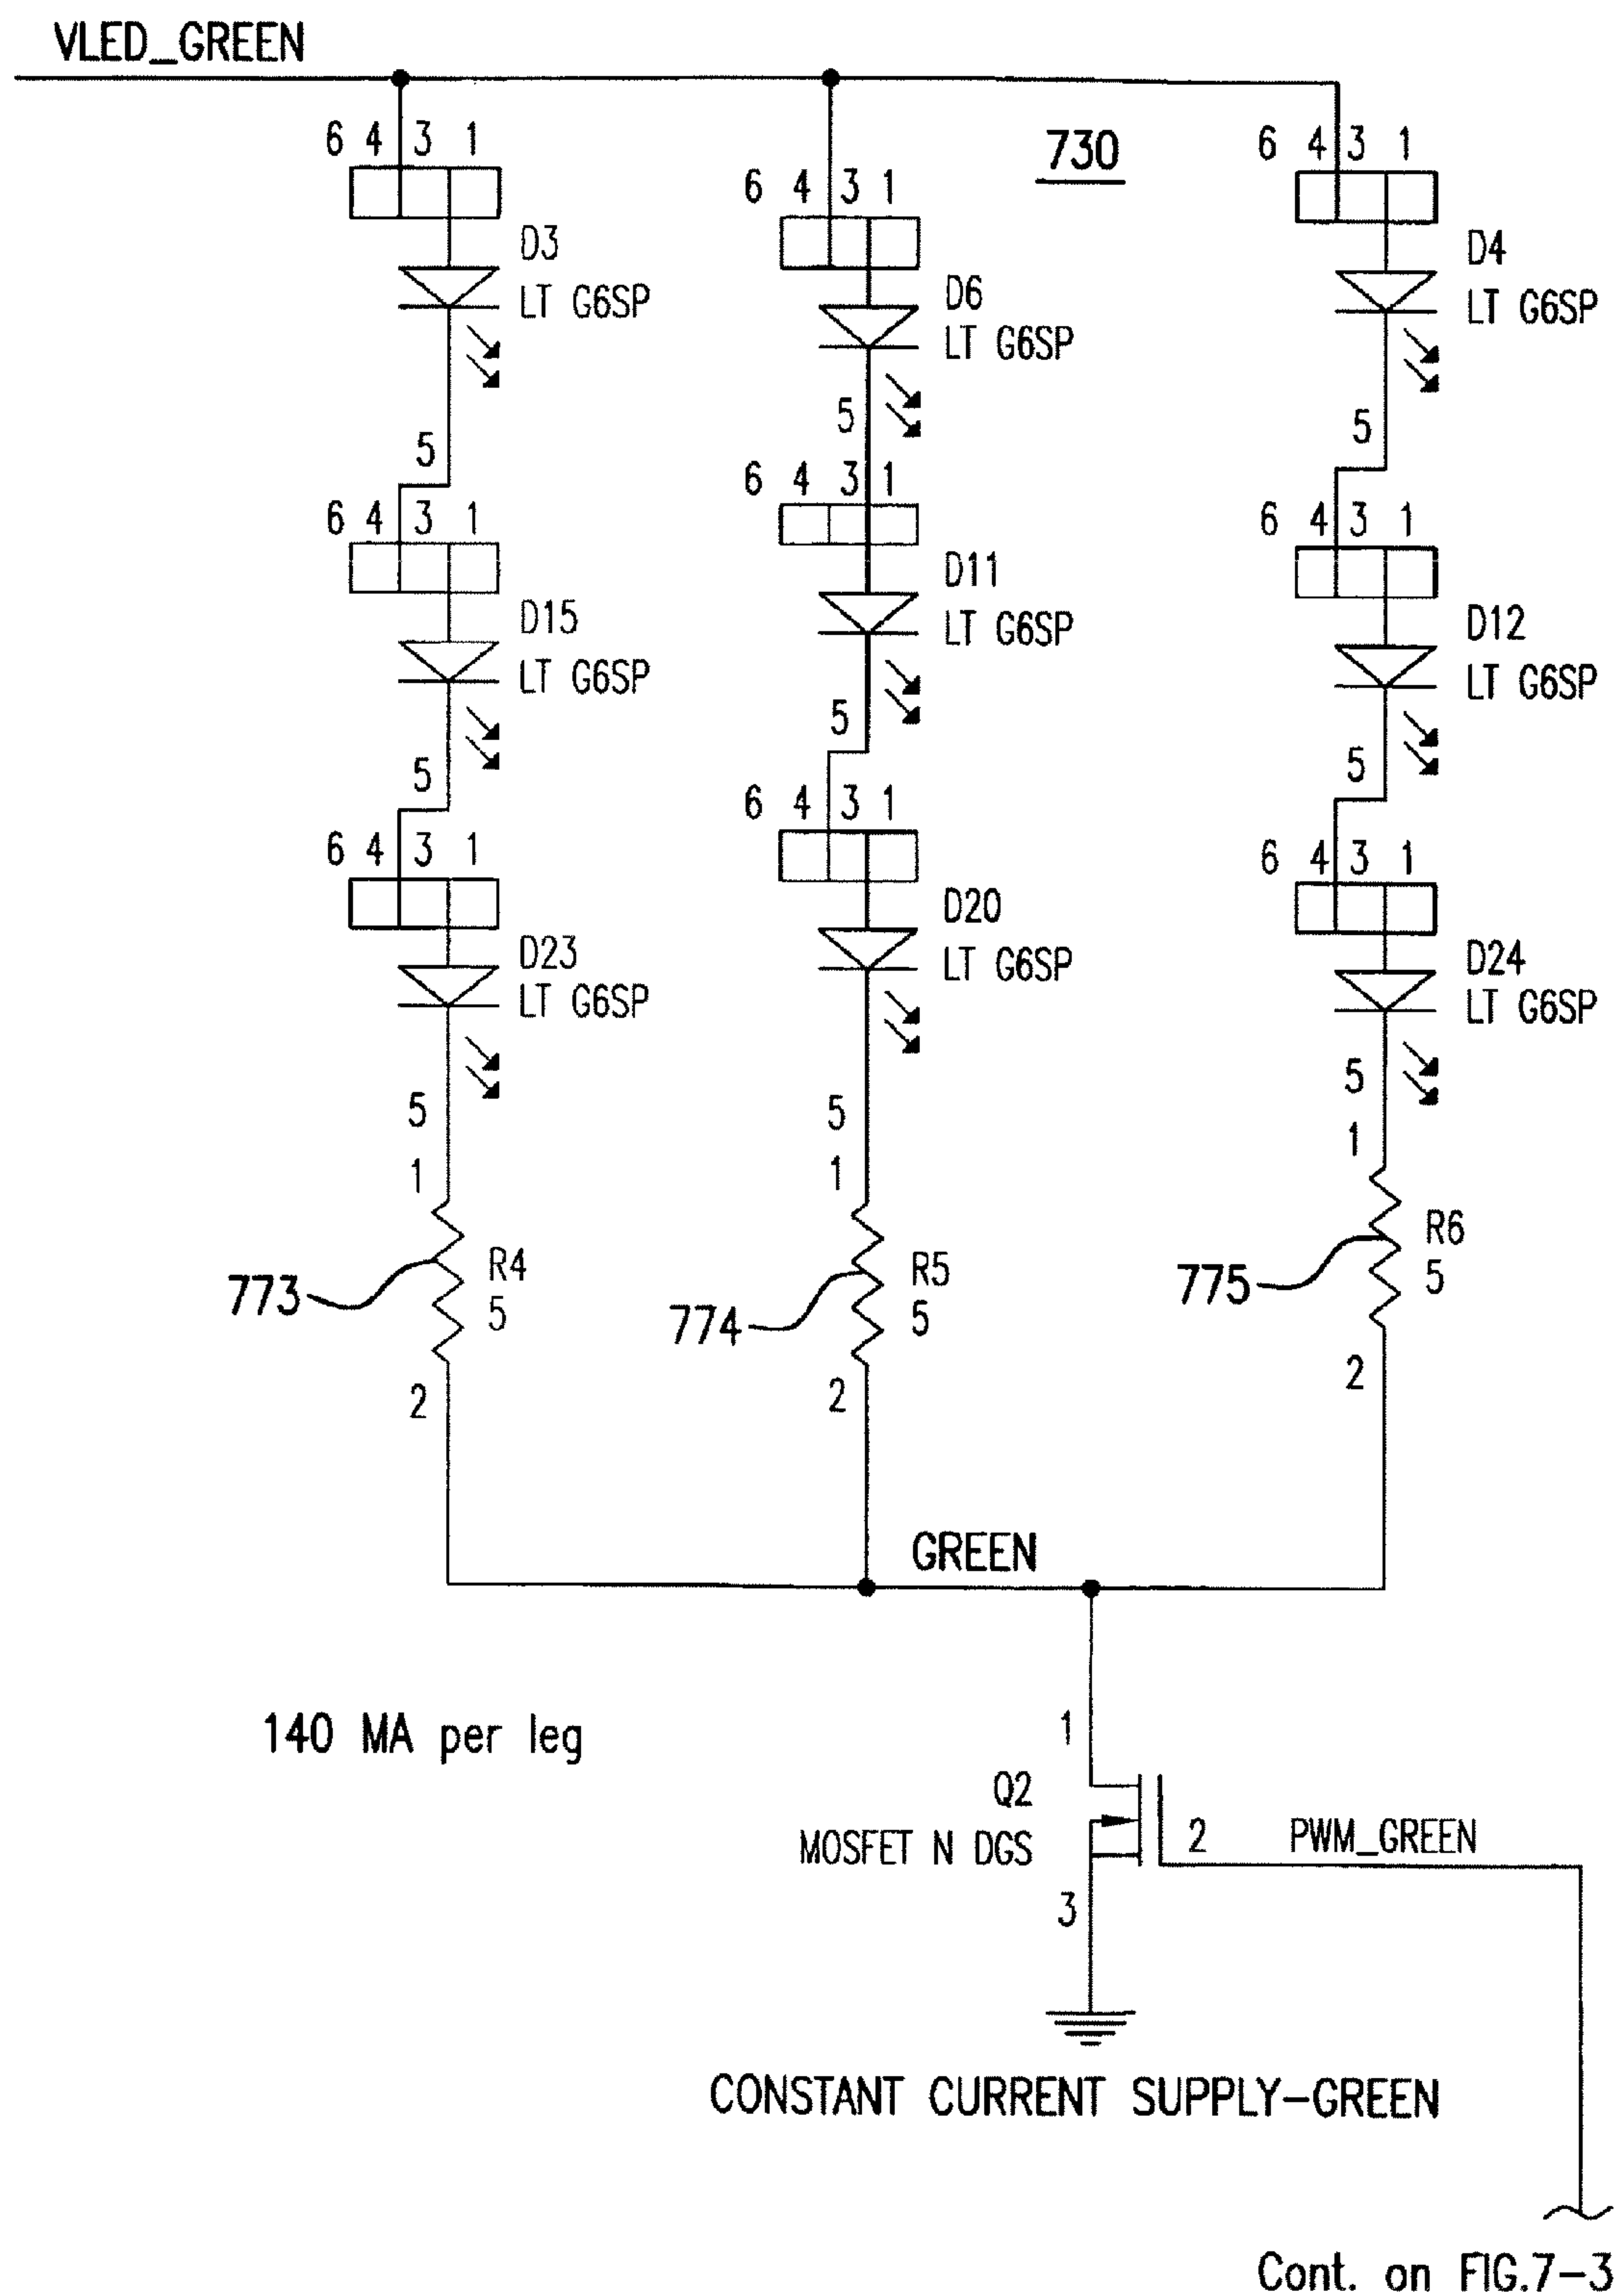 VLED_GREEN
730
6 4 3 1
D3
LT G6SP
5
6 4 3 1
D15
LT G6SP
5
6 4 3 1
D23
LT G6SP
5
1
773
R4
5
2
6 4 3 1
D6
LT G6SP
5
6 4 3 1
D11
LT G6SP
5
6 4 3 1
D20
LT G6SP
5
1
774
R5
5
2
6 4 3 1
D4
LT G6SP
5
6 4 3 1
D12
LT G6SP
5
6 4 3 1
D24
LT G6SP
5
1
775
R6
5
2
GREEN
140 MA per leg
1
Q2
MOSFET N DGS
2
PWM_GREEN
3
CONSTANT CURRENT SUPPLY-GREEN
Cont. on FIG.7-3